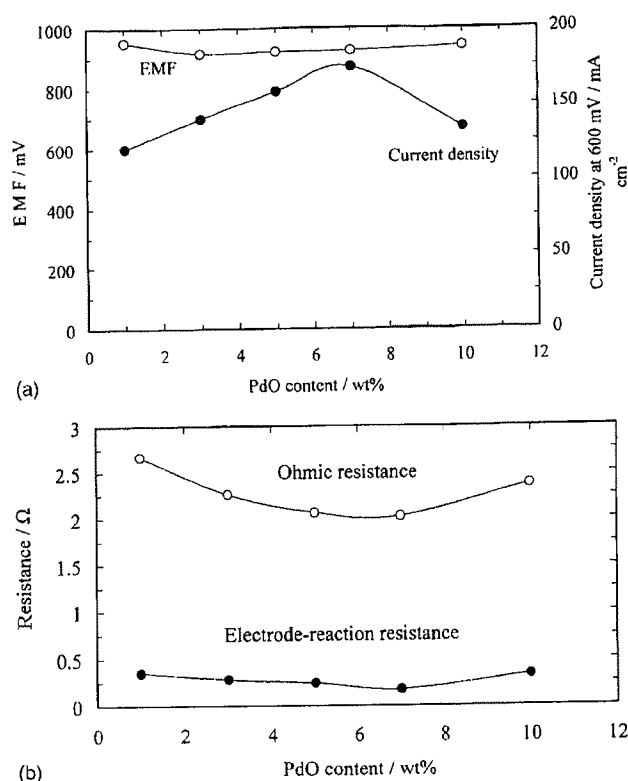 1000
800
600
400
200
0
E M F / mV
EMF
Current density
200
150
100
50
0
Current density at 600 mV / mA
cm-2
0 2 4 6 8 10 12
PdO content / wt%
(a)
3
2.5
2
1.5
1
0.5
0
Resistance / Ω
Ohmic resistance
Electrode-reaction resistance
0 2 4 6 8 10 12
PdO content / wt%
(b)